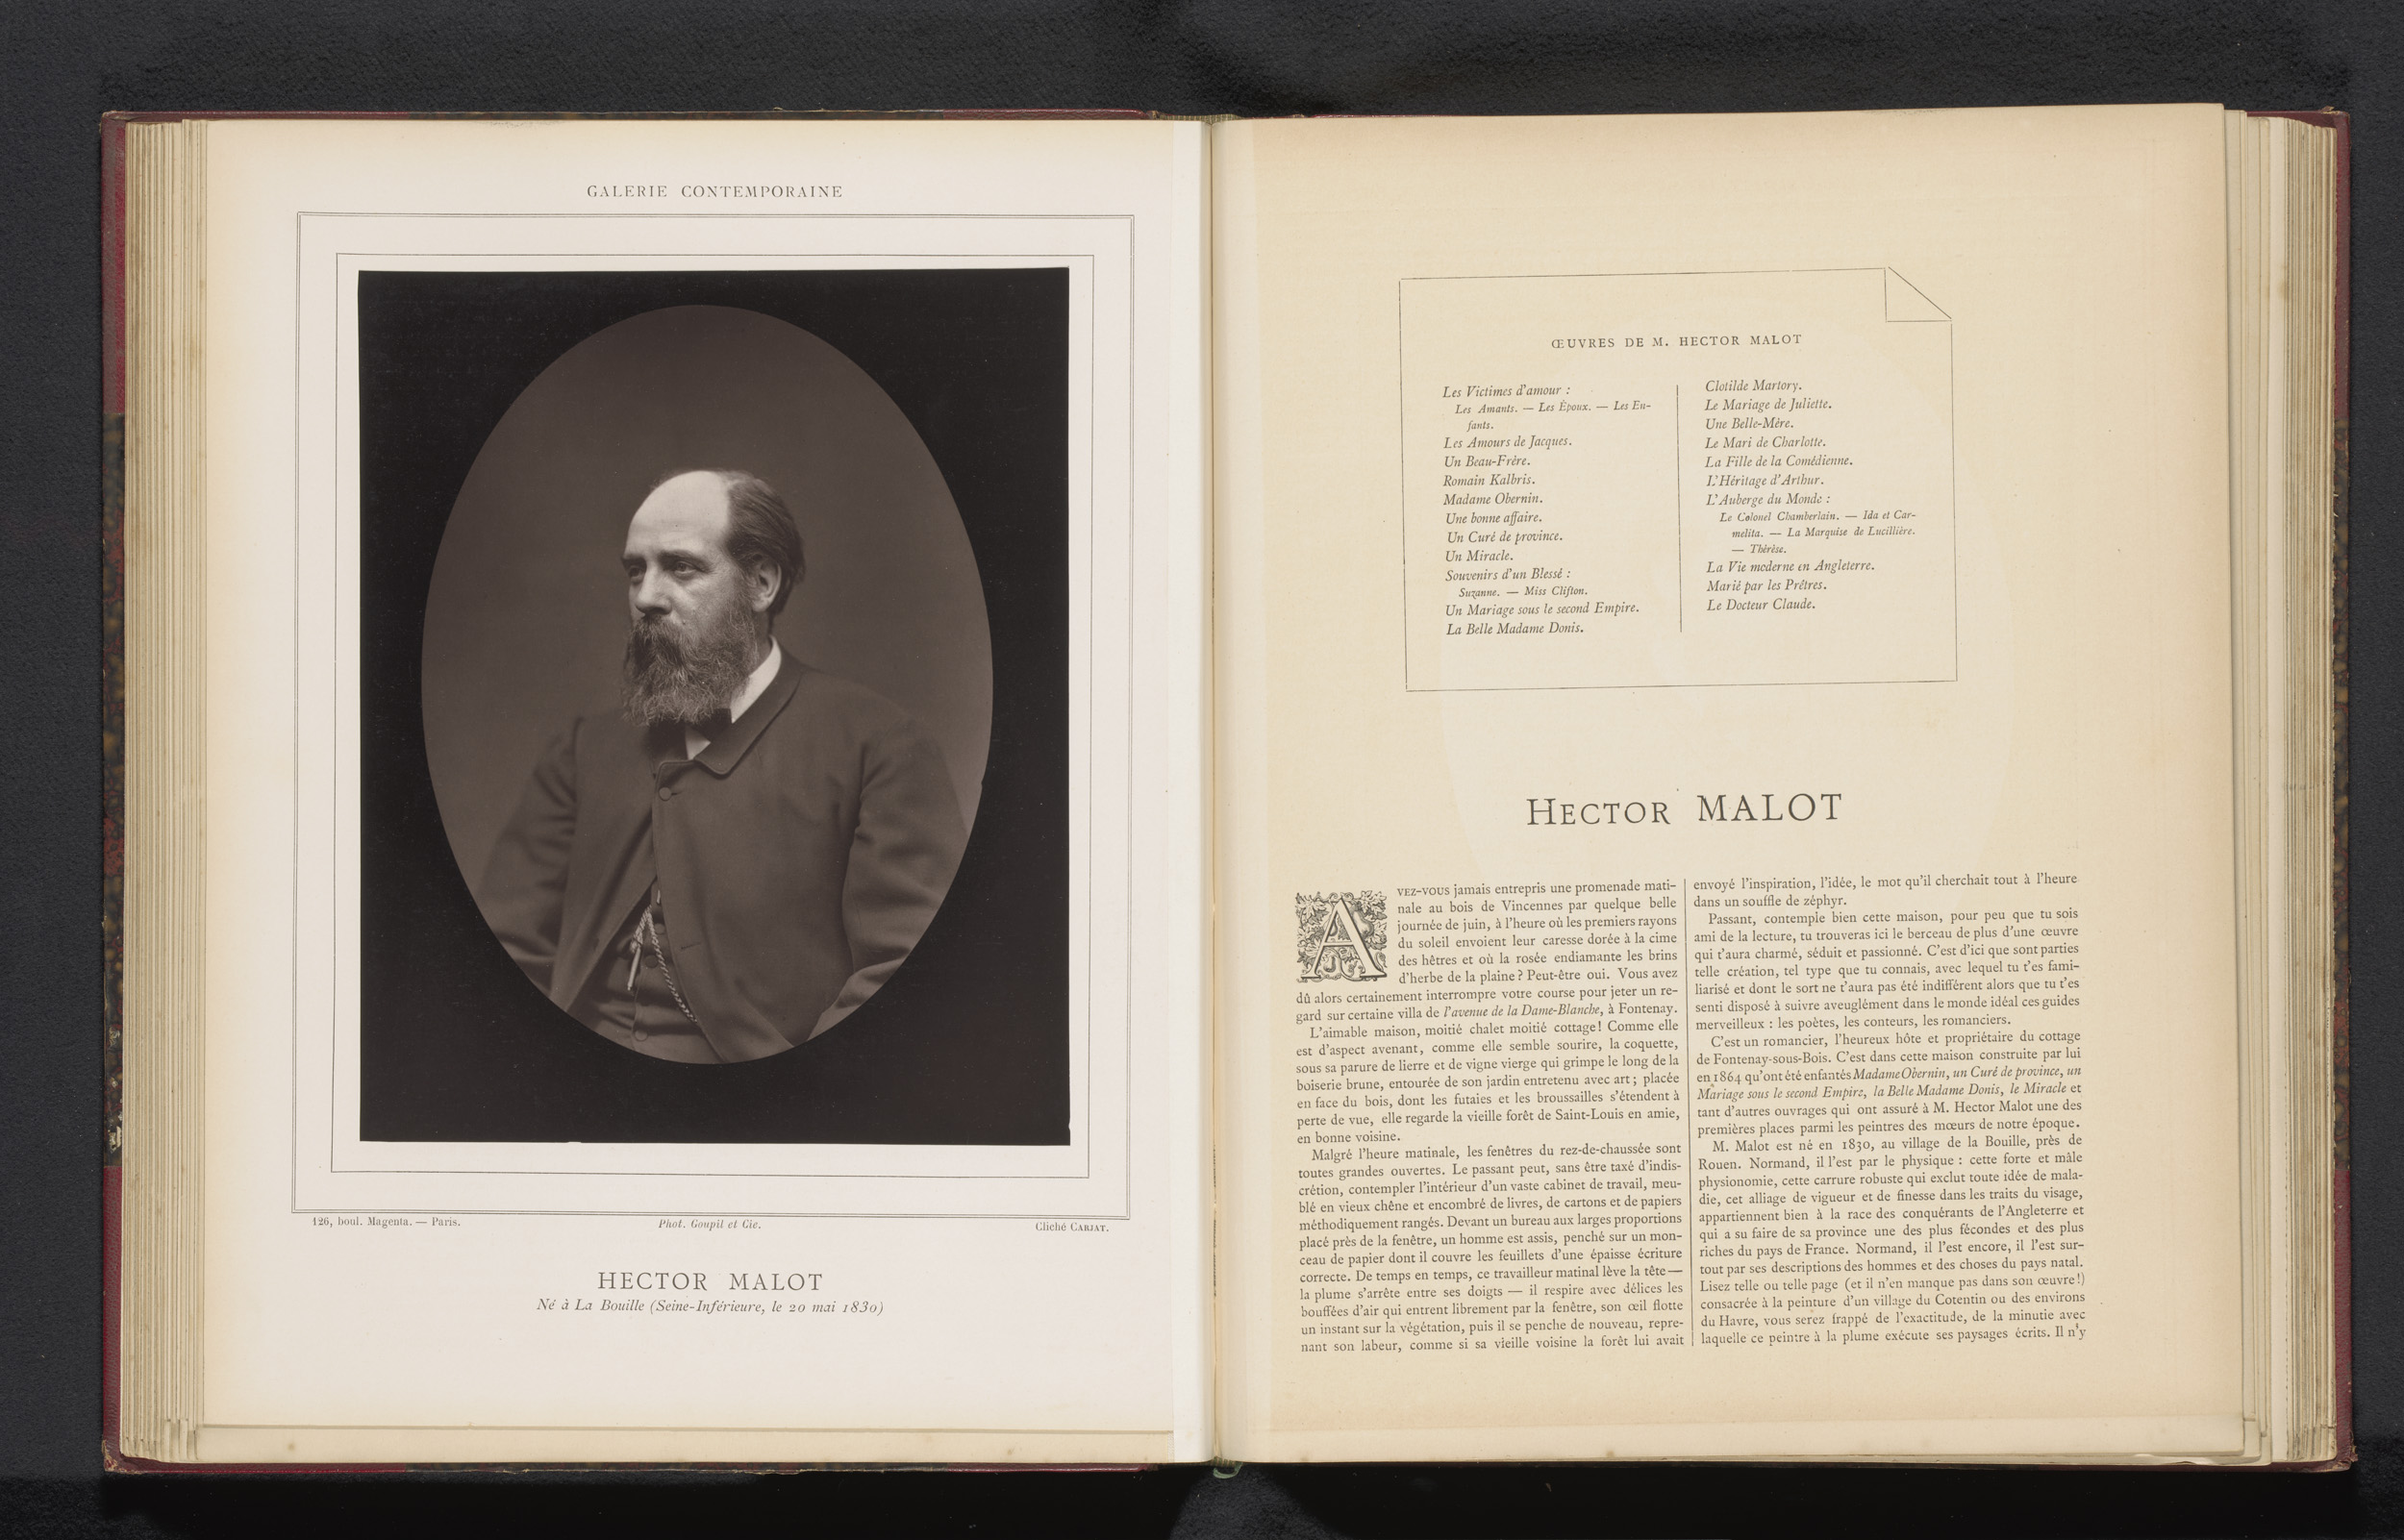 GALERIE CONTEMPORAINE
126, boul. Magenta. — Paris.
Phot. Goupil et Cie.
Cliché CARJAT.
HECTOR MALOT
Né à La Bouille (Seine-Inférieure, le 20 mai 1830)
ŒUVRES DE M. HECTOR MALOT
Les Victimes d'amour :
Les Amants. — Les Époux. — Les En-
fants.
Les Amours de Jacques.
Un Beau-Frère.
Romain Kalbris.
Madame Obernin.
Une bonne affaire.
Un Curé de province.
Un Miracle.
Souvenirs d'un Blessé :
Suzanne. — Miss Clifton.
Un Mariage sous le second Empire.
La Belle Madame Donis.
Clotilde Martory.
Le Mariage de Juliette.
Une Belle-Mère.
Le Mari de Charlotte.
La Fille de la Comédienne.
L'Héritage d'Arthur.
L'Auberge du Monde :
Le Colonel Chamberlain. — Ida et Car-
melita. — La Marquise de Lucillière.
— Thérèse.
La Vie moderne en Angleterre.
Marié par les Prêtres.
Le Docteur Claude.
HECTOR MALOT
AVEZ-VOUS jamais entrepris une promenade mati-
nale au bois de Vincennes par quelque belle
journée de juin, à l'heure où les premiers rayons
du soleil envoient leur caresse dorée à la cime
des hêtres et où la rosée endiamante les brins
d'herbe de la plaine ? Peut-être oui. Vous avez
dû alors certainement interrompre votre course pour jeter un re-
gard sur certaine villa de l'avenue de la Dame-Blanche, à Fontenay.
L'aimable maison, moitié chalet moitié cottage! Comme elle
est d'aspect avenant, comme elle semble sourire, la coquette,
sous sa parure de lierre et de vigne vierge qui grimpe le long de la
boiserie brune, entourée de son jardin entretenu avec art ; placée
en face du bois, dont les futaies et les broussailles s'étendent à
perte de vue, elle regarde la vieille forêt de Saint-Louis en amie,
en bonne voisine.
Malgré l'heure matinale, les fenêtres du rez-de-chaussée sont
toutes grandes ouvertes. Le passant peut, sans être taxé d'indis-
crétion, contempler l'intérieur d'un vaste cabinet de travail, meu-
blé en vieux chêne et encombré de livres, de cartons et de papiers
méthodiquement rangés. Devant un bureau aux larges proportions
placé près de la fenêtre, un homme est assis, penché sur un mon-
ceau de papier dont il couvre les feuillets d'une épaisse écriture
correcte. De temps en temps, ce travailleur matinal lève la tête —
la plume s'arrête entre ses doigts — il respire avec délices les
bouffées d'air qui entrent librement par la fenêtre, son œil flotte
un instant sur la végétation, puis il se penche de nouveau, repre-
nant son labeur, comme si sa vieille voisine la forêt lui avait
envoyé l'inspiration, l'idée, le mot qu'il cherchait tout à l'heure
dans un souffle de zéphyr.
Passant, contemple bien cette maison, pour peu que tu sois
ami de la lecture, tu trouveras ici le berceau de plus d'une œuvre
qui t'aura charmé, séduit et passionné. C'est d'ici que sont parties
telle création, tel type que tu connais, avec lequel tu t'es fami-
liarisé et dont le sort ne t'aura pas été indifférent alors que tu t'es
senti disposé à suivre aveuglément dans le monde idéal ces guides
merveilleux : les poètes, les conteurs, les romanciers.
C'est un romancier, l'heureux hôte et propriétaire du cottage
de Fontenay-sous-Bois. C'est dans cette maison construite par lui
en 1864 qu'ont été enfantés Madame Obernin, un Curé de province, un
Mariage sous le second Empire, la Belle Madame Donis, le Miracle et
tant d'autres ouvrages qui ont assuré à M. Hector Malot une des
premières places parmi les peintres des mœurs de notre époque.
M. Malot est né en 1830, au village de la Bouille, près de
Rouen. Normand, il l'est par le physique : cette forte et mâle
physionomie, cette carrure robuste qui exclut toute idée de mala-
die, cet alliage de vigueur et de finesse dans les traits du visage,
appartiennent bien à la race des conquérants de l'Angleterre et
qui a su faire de sa province une des plus fécondes et des plus
riches du pays de France. Normand, il l'est encore, il l'est sur-
tout par ses descriptions des hommes et des choses du pays natal.
Lisez telle ou telle page (et il n'en manque pas dans son œuvre!)
consacrée à la peinture d'un village du Cotentin ou des environs
du Havre, vous serez frappé de l'exactitude, de la minutie avec
laquelle ce peintre à la plume exécute ses paysages écrits. Il n'y